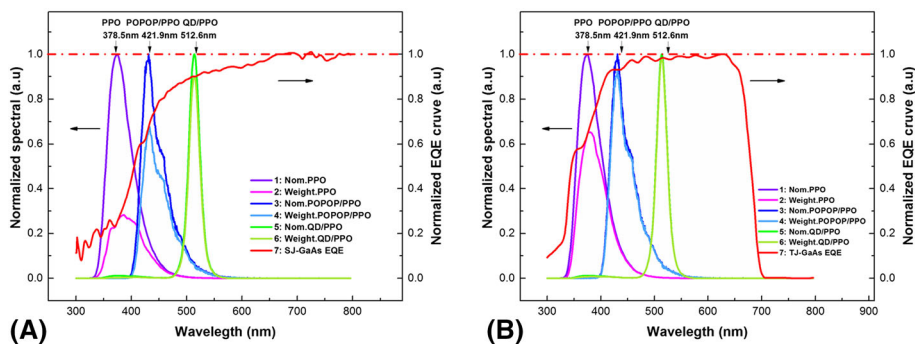 PPO POPOP/PPO QD/PPO
378.5nm 421.9nm 512.6nm
Normalized spectral (a.u)
1.0
0.8
0.6
0.4
0.2
0.0
1: Nom.PPO
2: Weight.PPO
3: Nom.POPOP/PPO
4: Weight.POPOP/PPO
5: Nom.QD/PPO
6: Weight.QD/PPO
7: SJ-GaAs EQE
1.0
0.8
0.6
0.4
0.2
0.0
Normalized EQE cruve (a.u)
300 400 500 600 700 800
Wavelegth (nm)
(A)
PPO POPOP/PPO QD/PPO
378.5nm 421.9nm 512.6nm
Normalized spectral (a.u)
1.0
0.8
0.6
0.4
0.2
0.0
1: Nom.PPO
2: Weight.PPO
3: Nom.POPOP/PPO
4: Weight.POPOP/PPO
5: Nom.QD/PPO
6: Weight.QD/PPO
7: TJ-GaAs EQE
1.0
0.8
0.6
0.4
0.2
0.0
Normalized EQE cruve (a.u)
300 400 500 600 700 800 900
Wavelegth (nm)
(B)